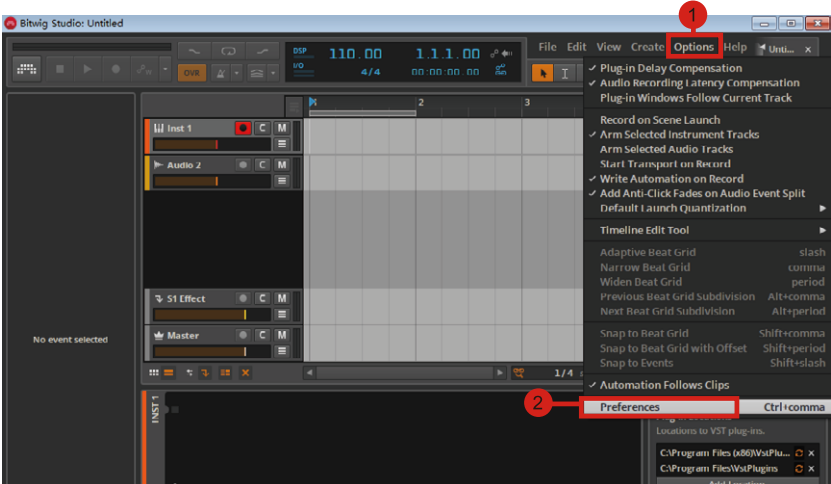 1
Bitwig Studio: Untitled
File Edit View Create Options Help Unti... ×
OVR
DSP
I/O
110.00
4/4
1.1.1.00
00:00:00.00
2
3
Inst 1
C M
Audio 2
C M
S1 Effect
C M
Master
C M
No event selected
1/4
INST 1
Plug-in Delay Compensation
Audio Recording Latency Compensation
Plug-in Windows Follow Current Track
Record on Scene Launch
Arm Selected Instrument Tracks
Arm Selected Audio Tracks
Start Transport on Record
Write Automation on Record
Add Anti-Click Fades on Audio Event Split
Default Launch Quantization
Timeline Edit Tool
Adaptive Beat Grid slash
Narrow Beat Grid comma
Widen Beat Grid period
Previous Beat Grid Subdivision Alt+comma
Next Beat Grid Subdivision Alt+period
Snap to Beat Grid Shift+comma
Snap to Beat Grid with Offset Shift+period
Snap to Events Shift+slash
Automation Follows Clips
2
Preferences Ctrl+comma
Locations to VST plug-ins.
C:\Program Files (x86)\VstPlu...
C:\Program Files\VstPlugins